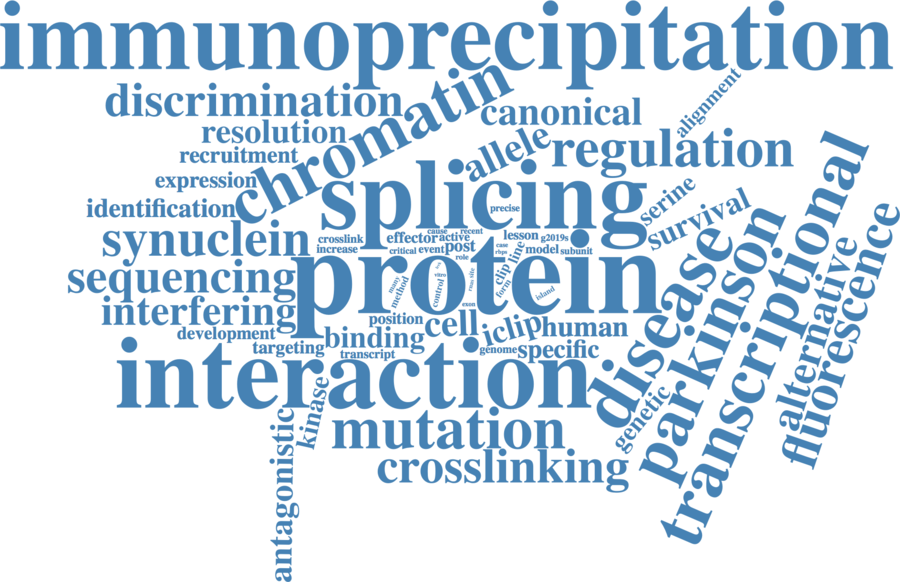 immunoprecipitation
discrimination
chromatin
canonical
alignment
resolution
allele
regulation
recruitment
splicing
transcriptional
expression
serine
identification
precise
survival
synuclein
crosslink
effector
cause
recent
active
lesson
g2019s
increase
critical
event
post
role
case
rbps
line
model
subunit
protein
disease
parkinson
alternative
fluorescence
sequencing
many
method
vitro
control
clip
form
island
interfering
exon
position
cell
iclip
human
development
binding
targeting
transcript
genome
specific
interaction
genetic
kinase
mutation
antagonistic
crosslinking